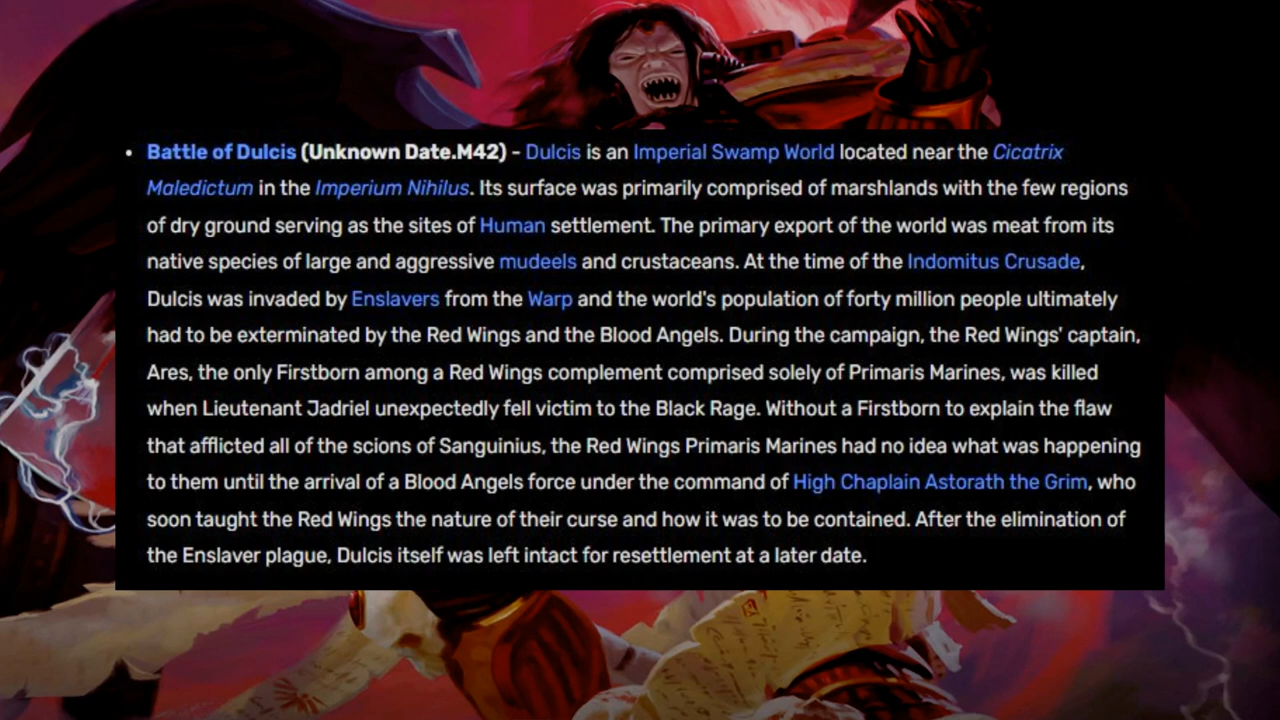 • Battle of Dulcis (Unknown Date.M42) - Dulcis is an Imperial Swamp World located near the Cicatrix
Maledictum in the Imperium Nihilus. Its surface was primarily comprised of marshlands with the few regions
of dry ground serving as the sites of Human settlement. The primary export of the world was meat from its
native species of large and aggressive mudeels and crustaceans. At the time of the Indomitus Crusade,
Dulcis was invaded by Enslavers from the Warp and the world's population of forty million people ultimately
had to be exterminated by the Red Wings and the Blood Angels. During the campaign, the Red Wings' captain,
Ares, the only Firstborn among a Red Wings complement comprised solely of Primaris Marines, was killed
when Lieutenant Jadriel unexpectedly fell victim to the Black Rage. Without a Firstborn to explain the flaw
that afflicted all of the scions of Sanguinius, the Red Wings Primaris Marines had no idea what was happening
to them until the arrival of a Blood Angels force under the command of High Chaplain Astorath the Grim, who
soon taught the Red Wings the nature of their curse and how it was to be contained. After the elimination of
the Enslaver plague, Dulcis itself was left intact for resettlement at a later date.